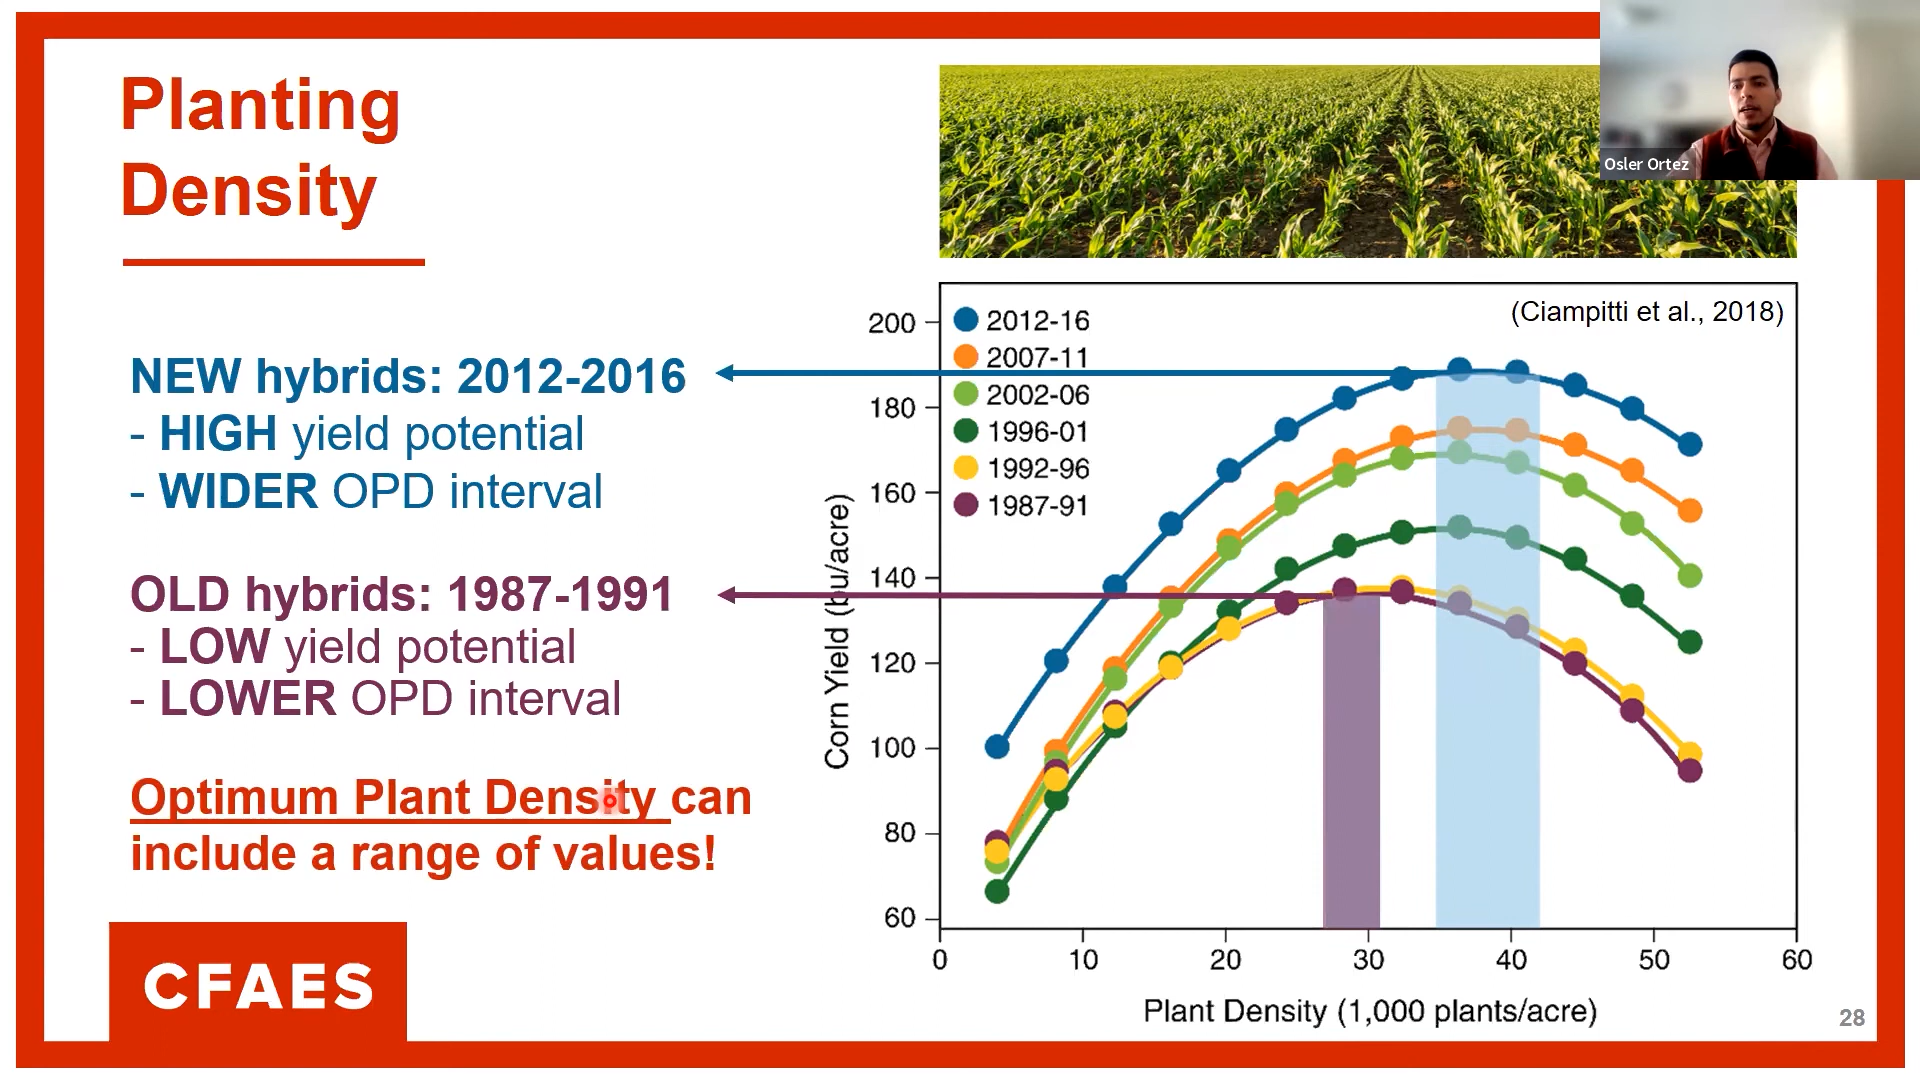 Planting
Density
Osler Ortez
NEW hybrids: 2012-2016
- HIGH yield potential
- WIDER OPD interval
OLD hybrids: 1987-1991
- LOW yield potential
- LOWER OPD interval
Optimum Plant Density can
include a range of values!
CFAES
(Ciampitti et al., 2018)
2012-16
2007-11
2002-06
1996-01
1992-96
1987-91
Corn Yield (bu/acre)
200
180
160
140
120
100
80
60
0 10 20 30 40 50 60
Plant Density (1,000 plants/acre)
28